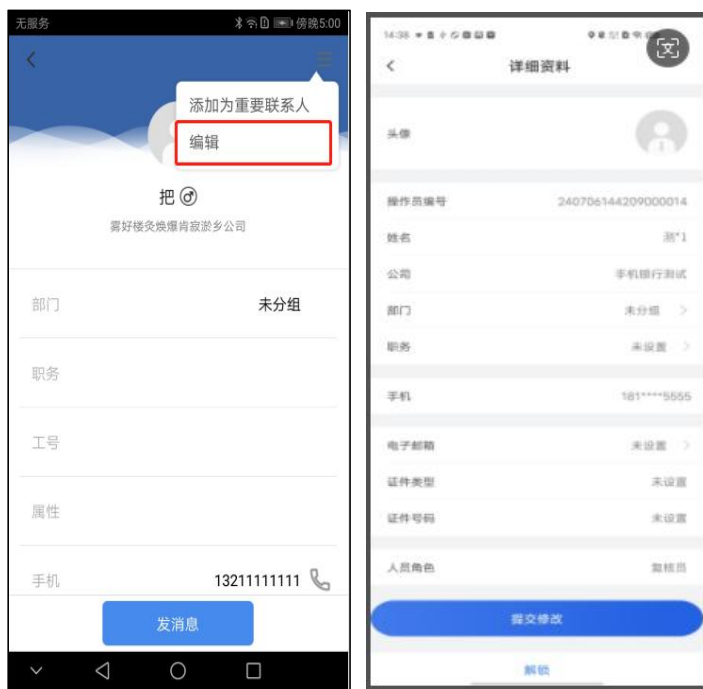 无服务
傍晚5:00
添加为重要联系人
编辑
把
雾好楼灸焕爆肯寂淤乡公司
部门 未分组
职务
工号
属性
手机 13211111111
发消息
14:38
文
详细资料
头像
操作员编号 240706144209000014
姓名 测*1
公司 手机银行测试
部门 未分组 >
职务 未设置 >
手机 181****5555
电子邮箱 未设置 >
证件类型 未设置
证件号码 未设置
人员角色 复核员
提交修改
解锁